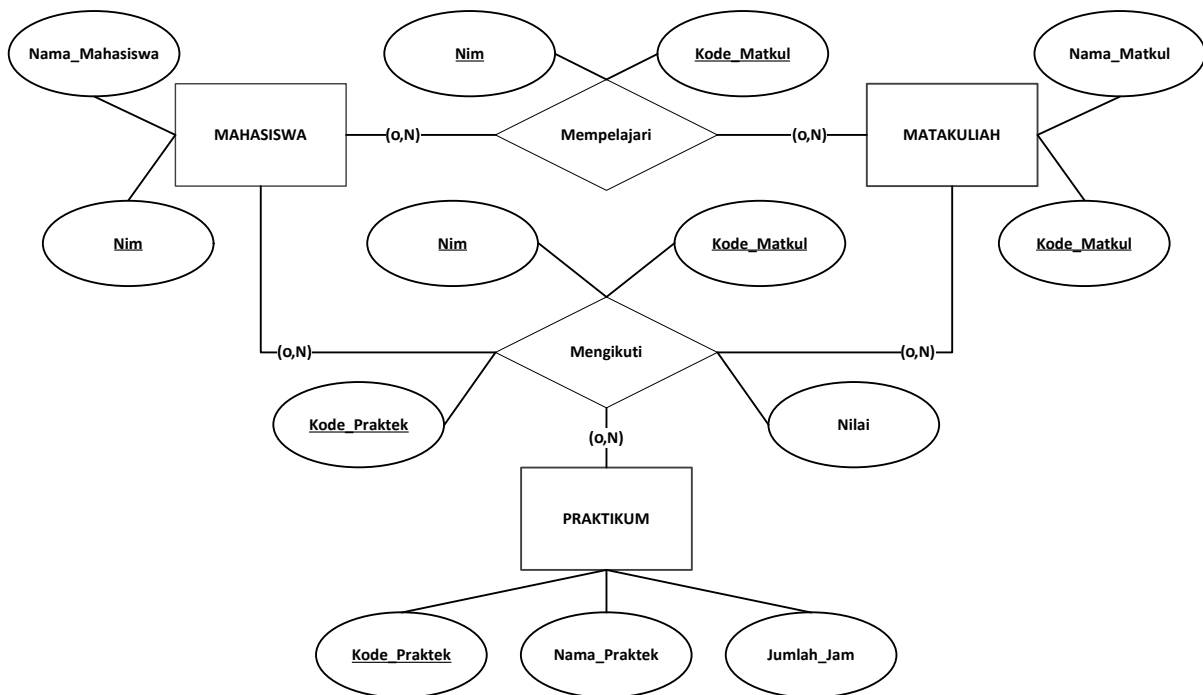 Nama_Mahasiswa
Nim
Kode_Matkul
Nama_Matkul
MAHASISWA
(o,N)
Mempelajari
(o,N)
MATAKULIAH
Nim
Nim
Kode_Matkul
Kode_Matkul
(o,N)
Mengikuti
(o,N)
Kode_Praktek
(o,N)
Nilai
PRAKTIKUM
Kode_Praktek
Nama_Praktek
Jumlah_Jam